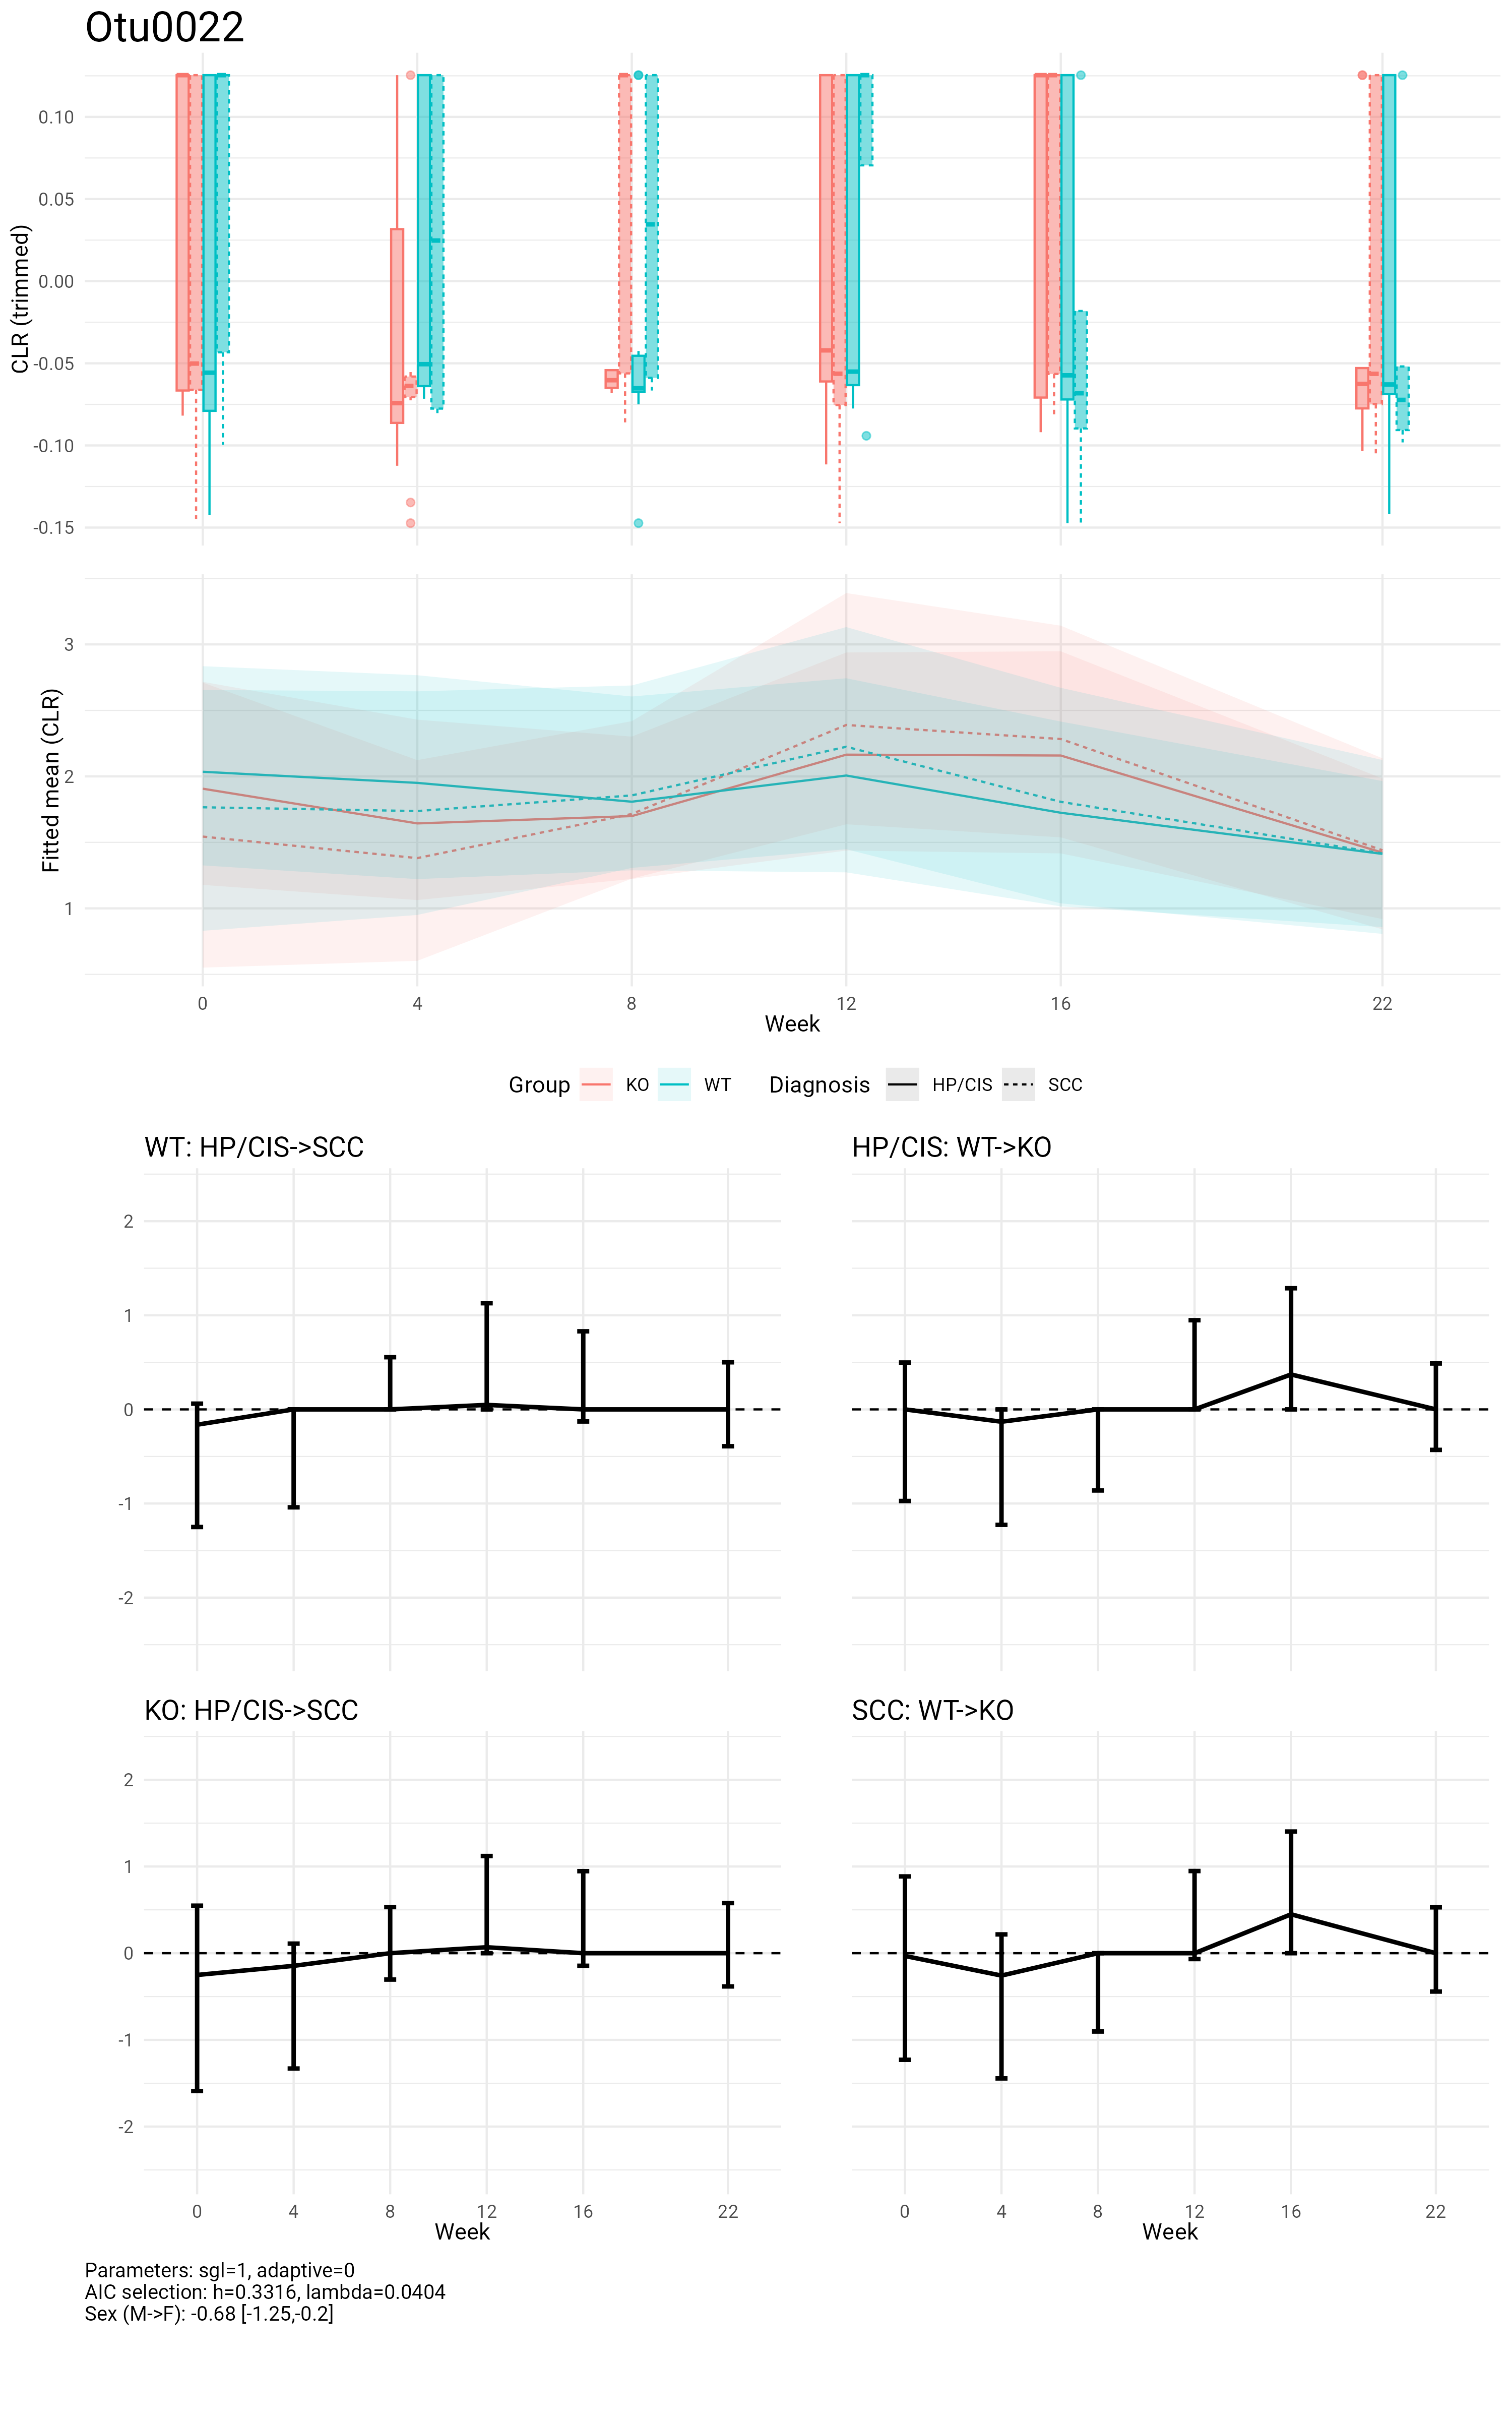 Otu0022
CLR (trimmed)
0.10
0.05
0.00
-0.05
-0.10
-0.15
Fitted mean (CLR)
3
2
1
0 4 8 12 16 22
Week
Group KO WT Diagnosis HP/CIS SCC
WT: HP/CIS->SCC HP/CIS: WT->KO
2
1
0
-1
-2
KO: HP/CIS->SCC SCC: WT->KO
2
1
0
-1
-2
0 4 8 12 16 22 0 4 8 12 16 22
Week Week
Parameters: sgl=1, adaptive=0
AIC selection: h=0.3316, lambda=0.0404
Sex (M->F): -0.68 [-1.25,-0.2]